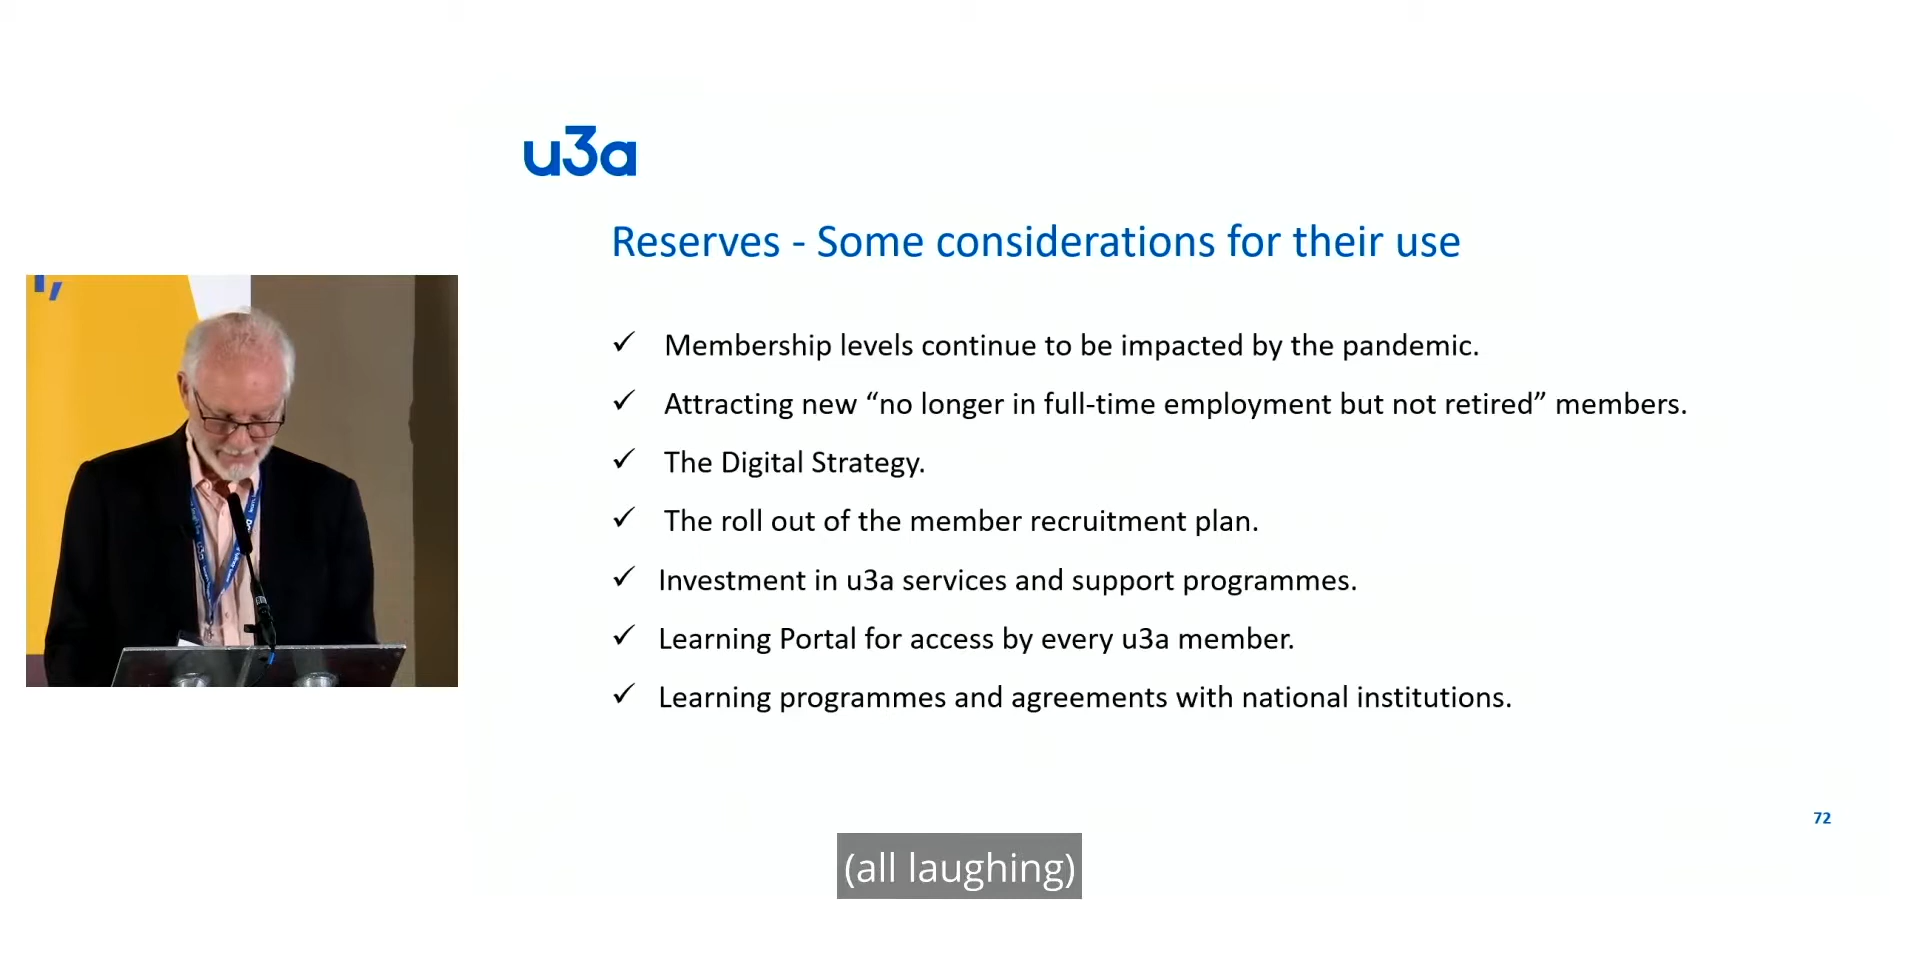 u3a
Reserves - Some considerations for their use
✓ Membership levels continue to be impacted by the pandemic.
✓ Attracting new “no longer in full-time employment but not retired” members.
✓ The Digital Strategy.
✓ The roll out of the member recruitment plan.
✓ Investment in u3a services and support programmes.
✓ Learning Portal for access by every u3a member.
✓ Learning programmes and agreements with national institutions.
72
(all laughing)